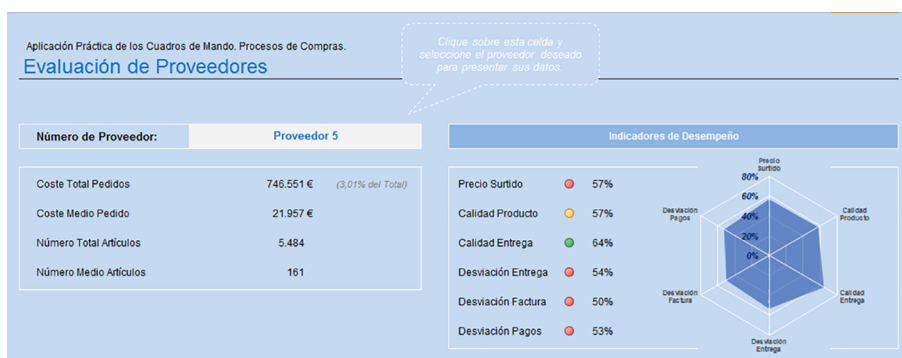 Aplicación Práctica de los Cuadros de Mando. Procesos de Compras.
Evaluación de Proveedores
Clique sobre esta celda y
seleccione el proveedor deseado
para presentar sus datos
Número de Proveedor: Proveedor 5
Coste Total Pedidos 746.551 € (3,01% del Total)
Coste Medio Pedido 21.957 €
Número Total Artículos 5.484
Número Medio Artículos 161
Indicadores de Desempeño
Precio Surtido 57%
Calidad Producto 57%
Calidad Entrega 64%
Desviación Entrega 54%
Desviación Factura 50%
Desviación Pagos 53%
Precio
Surtido
80%
60%
40%
20%
0%
Calidad
Producto
Calidad
Entrega
Desviación
Entrega
Desviación
Factura
Desviación
Pagos